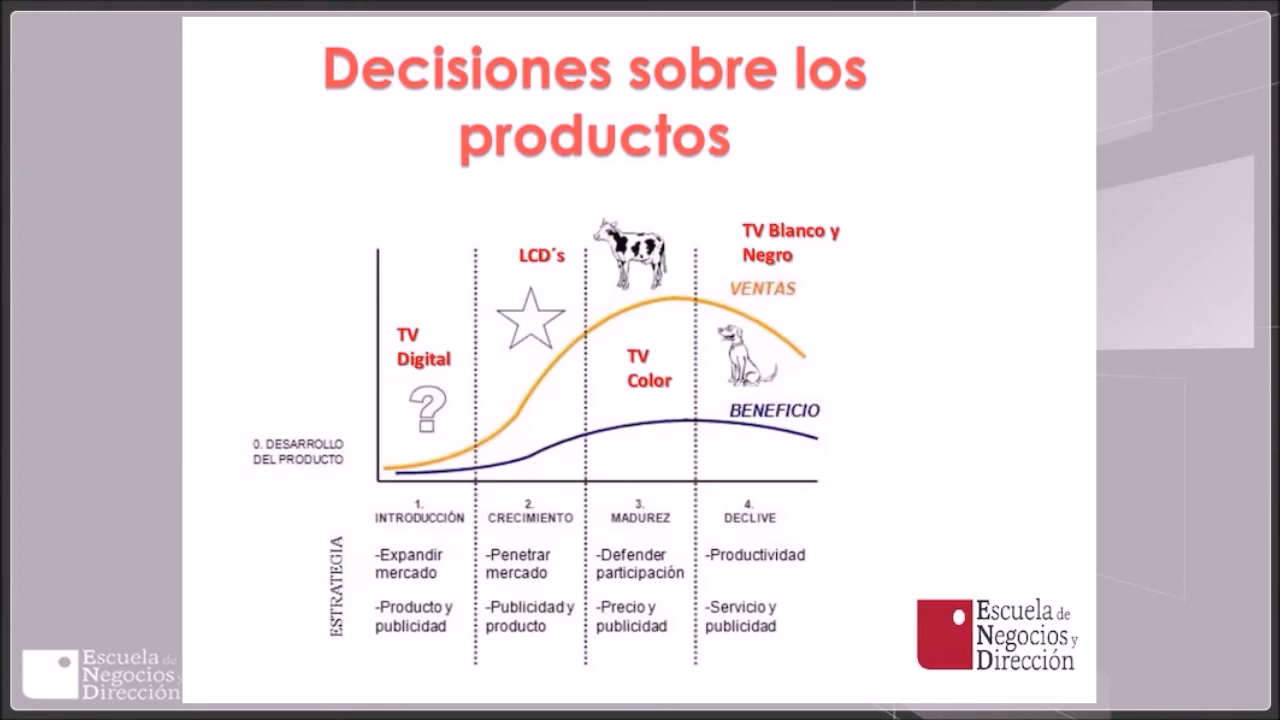 Decisiones sobre los
productos
TV Blanco y
Negro
LCD´s
VENTAS
TV
Digital
TV
Color
?
BENEFICIO
0. DESARROLLO
DEL PRODUCTO
1.
INTRODUCCIÓN
2.
CRECIMIENTO
3.
MADUREZ
4.
DECLIVE
ESTRATEGIA
-Expandir
mercado
-Producto y
publicidad
-Penetrar
mercado
-Publicidad y
producto
-Defender
participación
-Precio y
publicidad
-Productividad
-Servicio y
publicidad
Escuela de
Negocios y
Dirección
Escuela de
Negocios y
Dirección